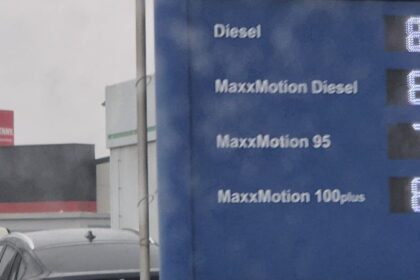 Diesel
MaxxMotion Diesel
MaxxMotion 95
MaxxMotion 100plus